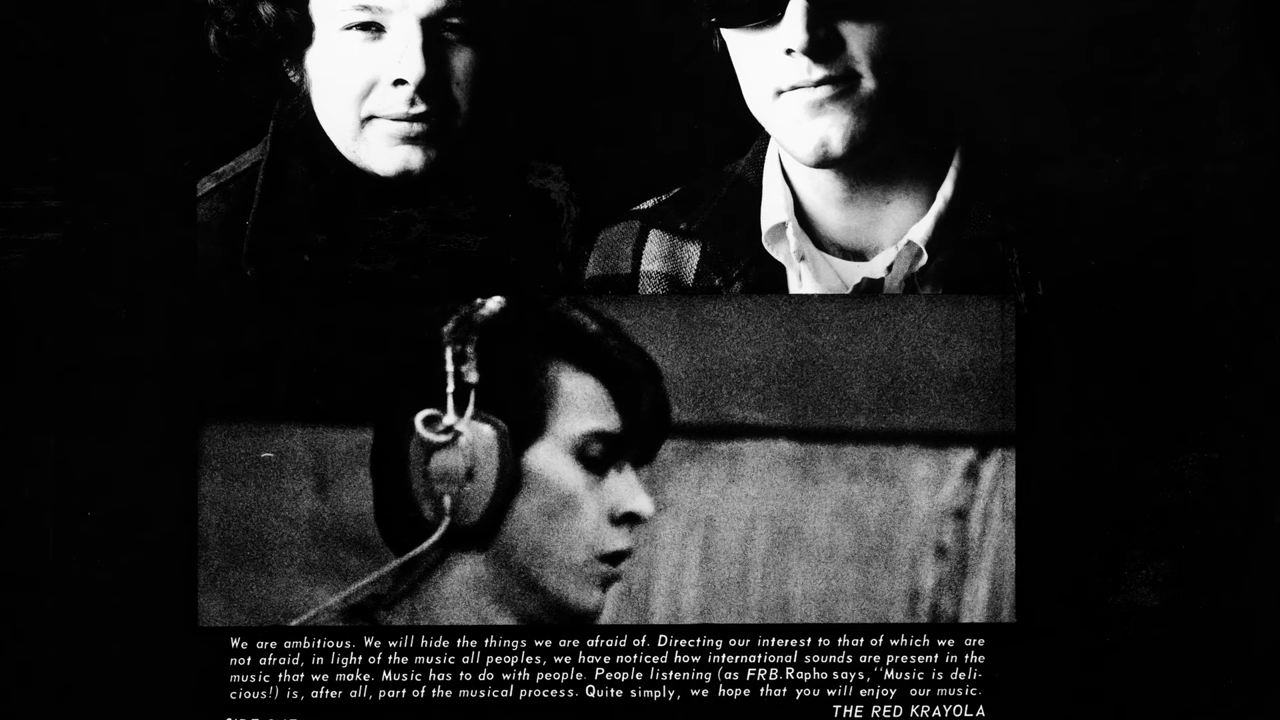 We are ambitious. We will hide the things we are afraid of. Directing our interest to that of which we are
not afraid, in light of the music all peoples, we have noticed how international sounds are present in the
music that we make. Music has to do with people. People listening (as FRB. Rapho says, "Music is deli-
cious!) is, after all, part of the musical process. Quite simply, we hope that you will enjoy our music.
THE RED KRAYOLA